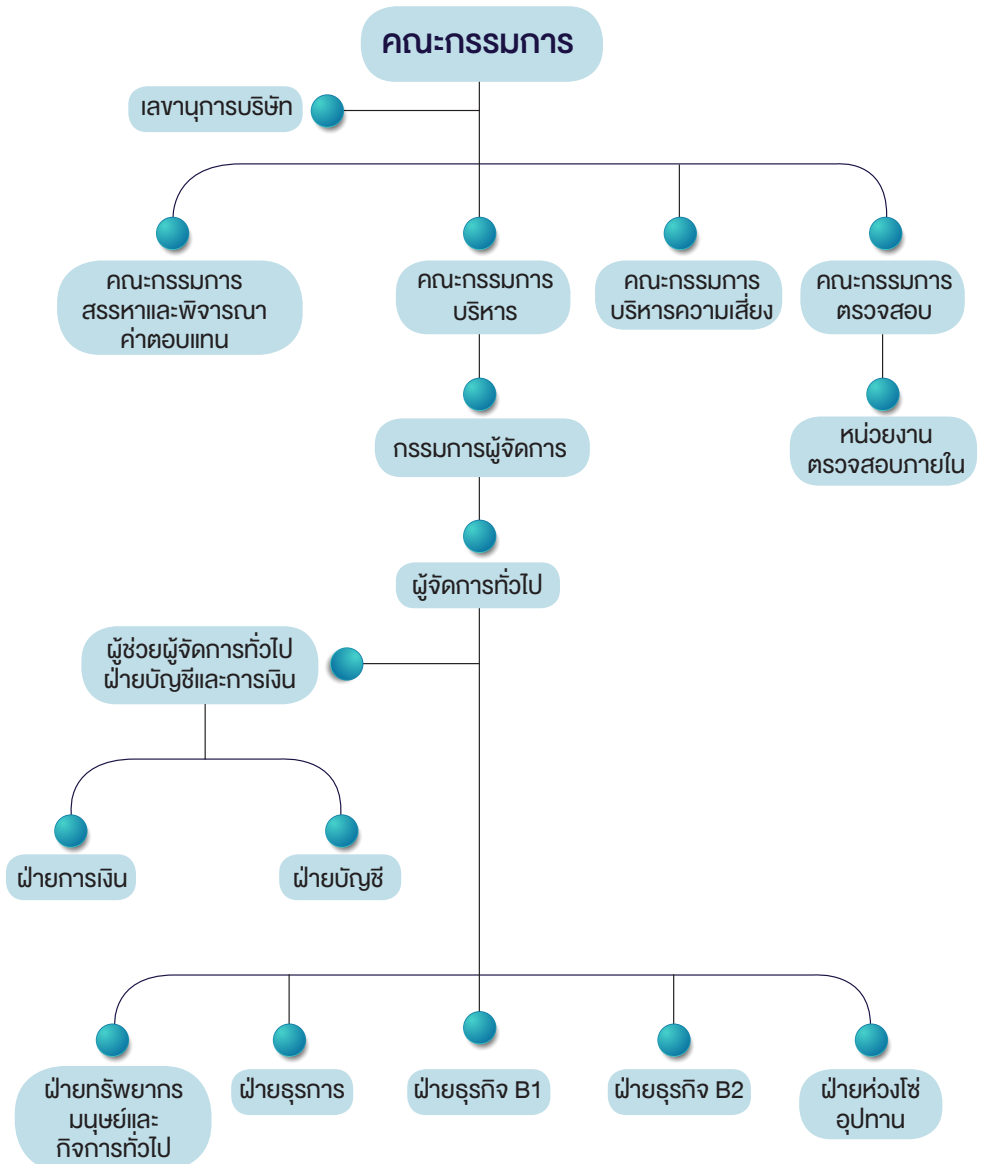 คณะกรรมการ
เลขานุการบริษัท
คณะกรรมการ
สรรหาและพิจารณา
ค่าตอบแทน
คณะกรรมการ
บริหาร
คณะกรรมการ
บริหารความเสี่ยง
คณะกรรมการ
ตรวจสอบ
กรรมการผู้จัดการ
หน่วยงาน
ตรวจสอบภายใน
ผู้จัดการทั่วไป
ผู้ช่วยผู้จัดการทั่วไป
ฝ่ายบัญชีและการเงิน
ฝ่ายการเงิน
ฝ่ายบัญชี
ฝ่ายทรัพยากร
มนุษย์และ
กิจการทั่วไป
ฝ่ายธุรการ
ฝ่ายธุรกิจ B1
ฝ่ายธุรกิจ B2
ฝ่ายห่วงโซ่
อุปทาน